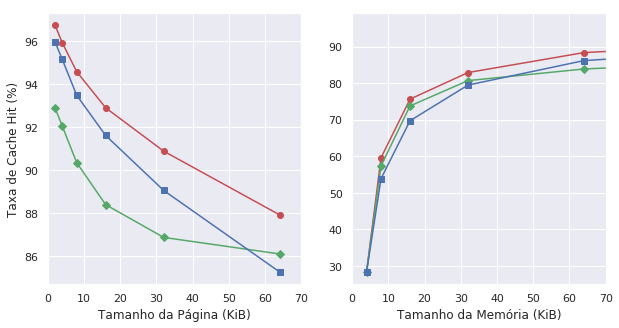 Taxa de Cache Hit (%)
96
94
92
90
88
86
0 10 20 30 40 50 60 70
Tamanho da Página (KiB)
90
80
70
60
50
40
30
0 10 20 30 40 50 60 70
Tamanho da Memória (KiB)